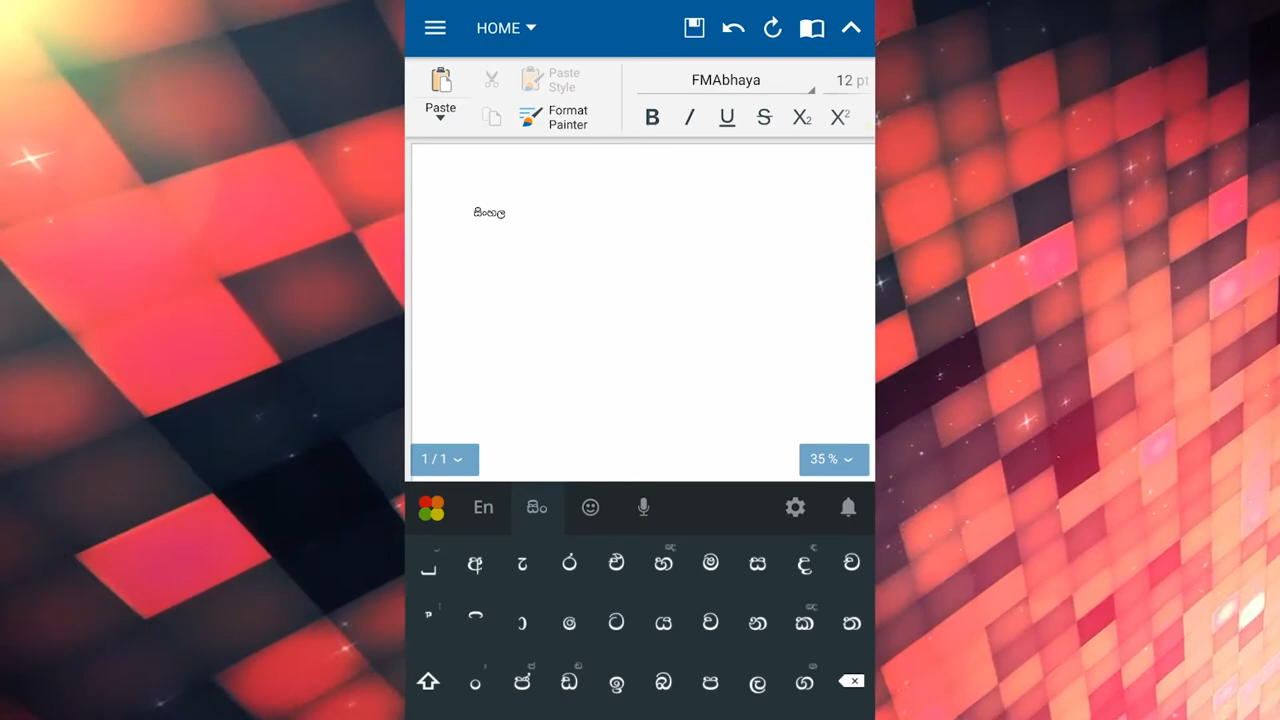 HOME
Paste
Paste Style
Format Painter
FMAbhaya
12 pt
B I U S X₂ X²
සිංහල
1 / 1
35 %
En
සිං
අ ැ ර එ හ ම ස ද ච
ා ෙ ට ය ව න ක ත
ං ජ් ඩ ඉ බ ප ල ග